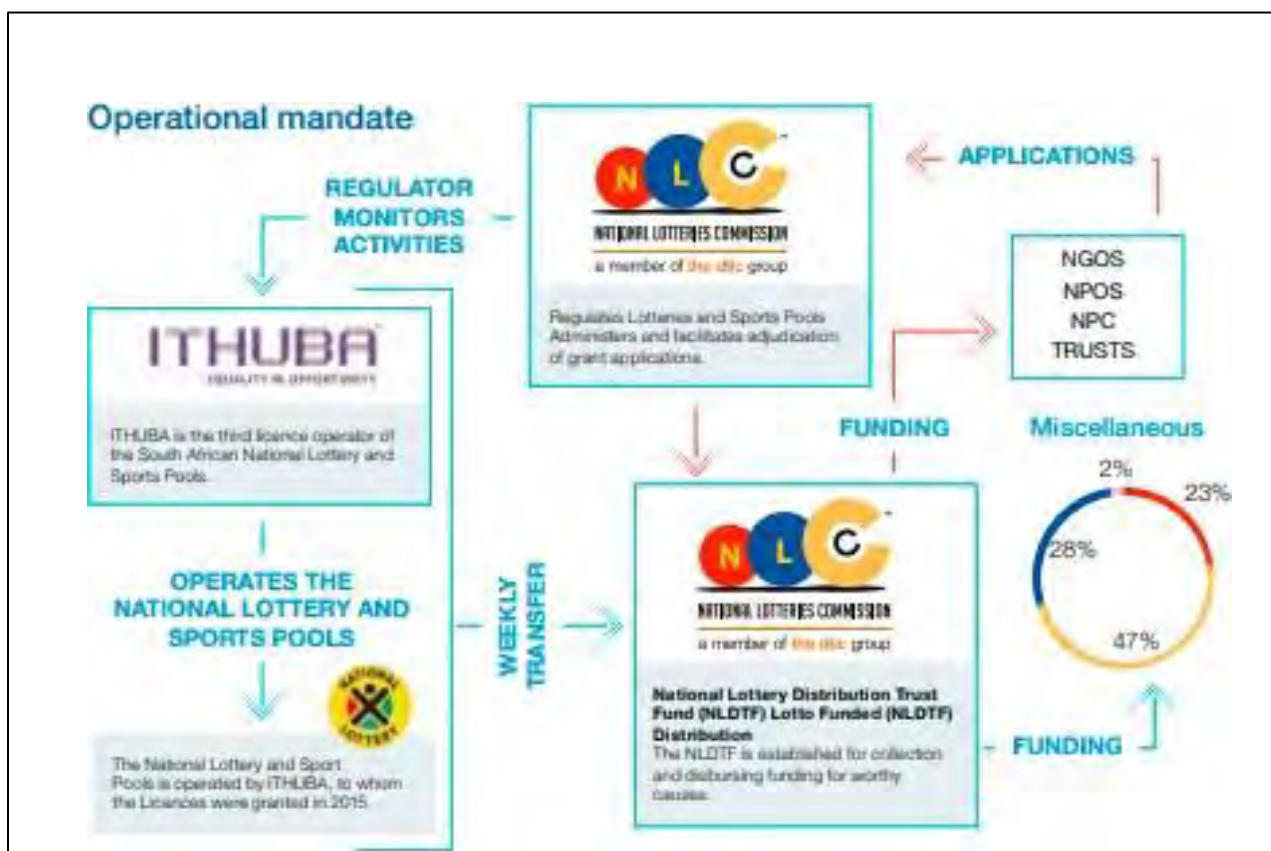 Operational mandate
REGULATOR
MONITORS
ACTIVITIES
N L C
NATIONAL LOTTERIES COMMISSION
a member of the dtic group
Regulates Lotteries and Sports Pools
Administers and facilitates adjudication
of grant applications.
APPLICATIONS
NGOS
NPOS
NPC
TRUSTS
ITHUBA
EQUALITY IS OPPORTUNITY
ITHUBA is the third licence operator of
the South African National Lottery and
Sports Pools.
OPERATES THE
NATIONAL LOTTERY AND
SPORTS POOLS
NATIONAL
LOTTERY
The National Lottery and Sport
Pools is operated by ITHUBA, to whom
the Licences were granted in 2015.
WEEKLY
TRANSFER
FUNDING
N L C
NATIONAL LOTTERIES COMMISSION
a member of the dtic group
National Lottery Distribution Trust
Fund (NLDTF) Lotto Funded (NLDTF)
Distribution
The NLDTF is established for collection
and disbursing funding for worthy
causes.
Miscellaneous
2%
23%
28%
47%
FUNDING